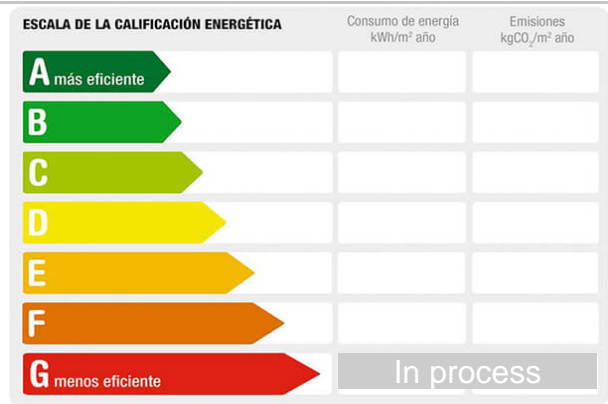 ESCALA DE LA CALIFICACIÓN ENERGÉTICA
Consumo de energía
kWh/m² año
Emisiones
kgCO₂/m² año
A más eficiente
B
C
D
E
F
G menos eficiente
In process